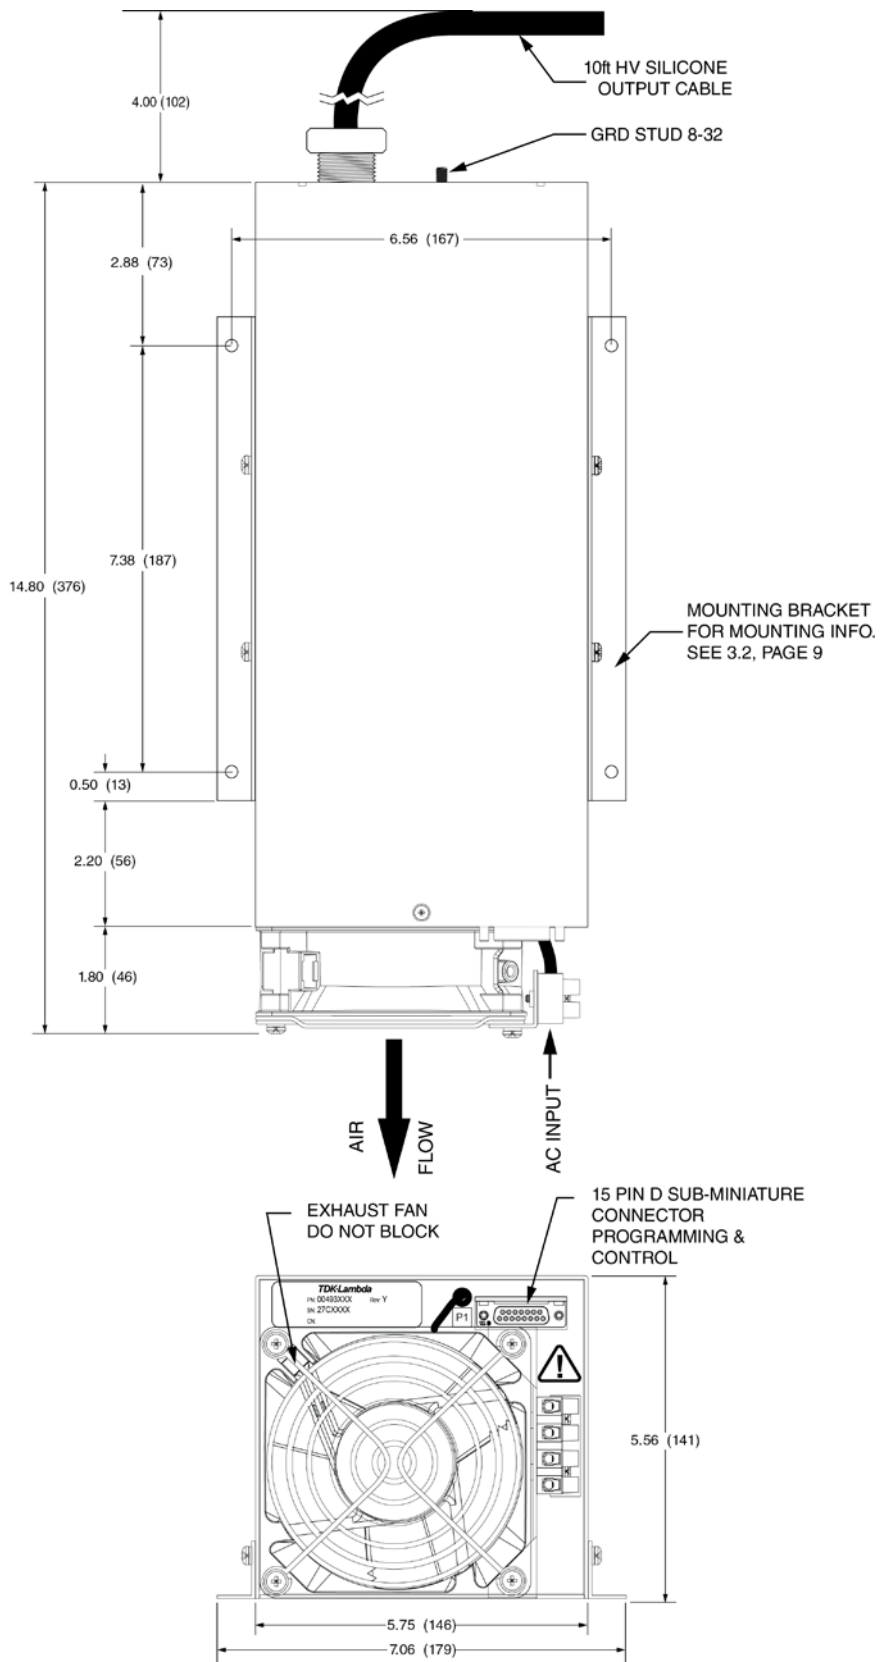 4.00 (102)
10ft HV SILICONE
OUTPUT CABLE
GRD STUD 8-32
6.56 (167)
2.88 (73)
7.38 (187)
14.80 (376)
MOUNTING BRACKET
FOR MOUNTING INFO.
SEE 3.2, PAGE 9
0.50 (13)
2.20 (56)
1.80 (46)
AIR
FLOW
AC INPUT
EXHAUST FAN
DO NOT BLOCK
15 PIN D SUB-MINIATURE
CONNECTOR
PROGRAMMING &
CONTROL
TDK-Lambda
PN: 00493XXX Rev: Y
SN: 27CXXXX
CN:
P1
!
5.56 (141)
5.75 (146)
7.06 (179)